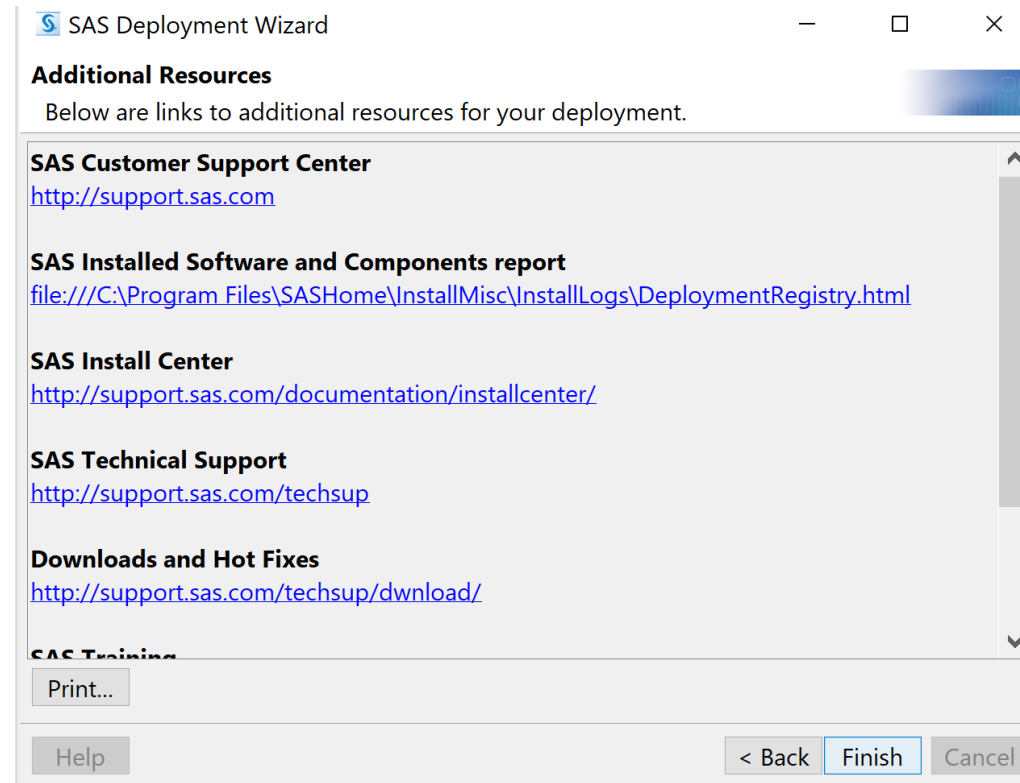 SAS Deployment Wizard
Additional Resources
Below are links to additional resources for your deployment.
SAS Customer Support Center
http://support.sas.com
SAS Installed Software and Components report
file:///C:\Program Files\SASHome\InstallMisc\InstallLogs\DeploymentRegistry.html
SAS Install Center
http://support.sas.com/documentation/installcenter/
SAS Technical Support
http://support.sas.com/techsup
Downloads and Hot Fixes
http://support.sas.com/techsup/dwnload/
SAS Training
Print...
Help
< Back
Finish
Cancel